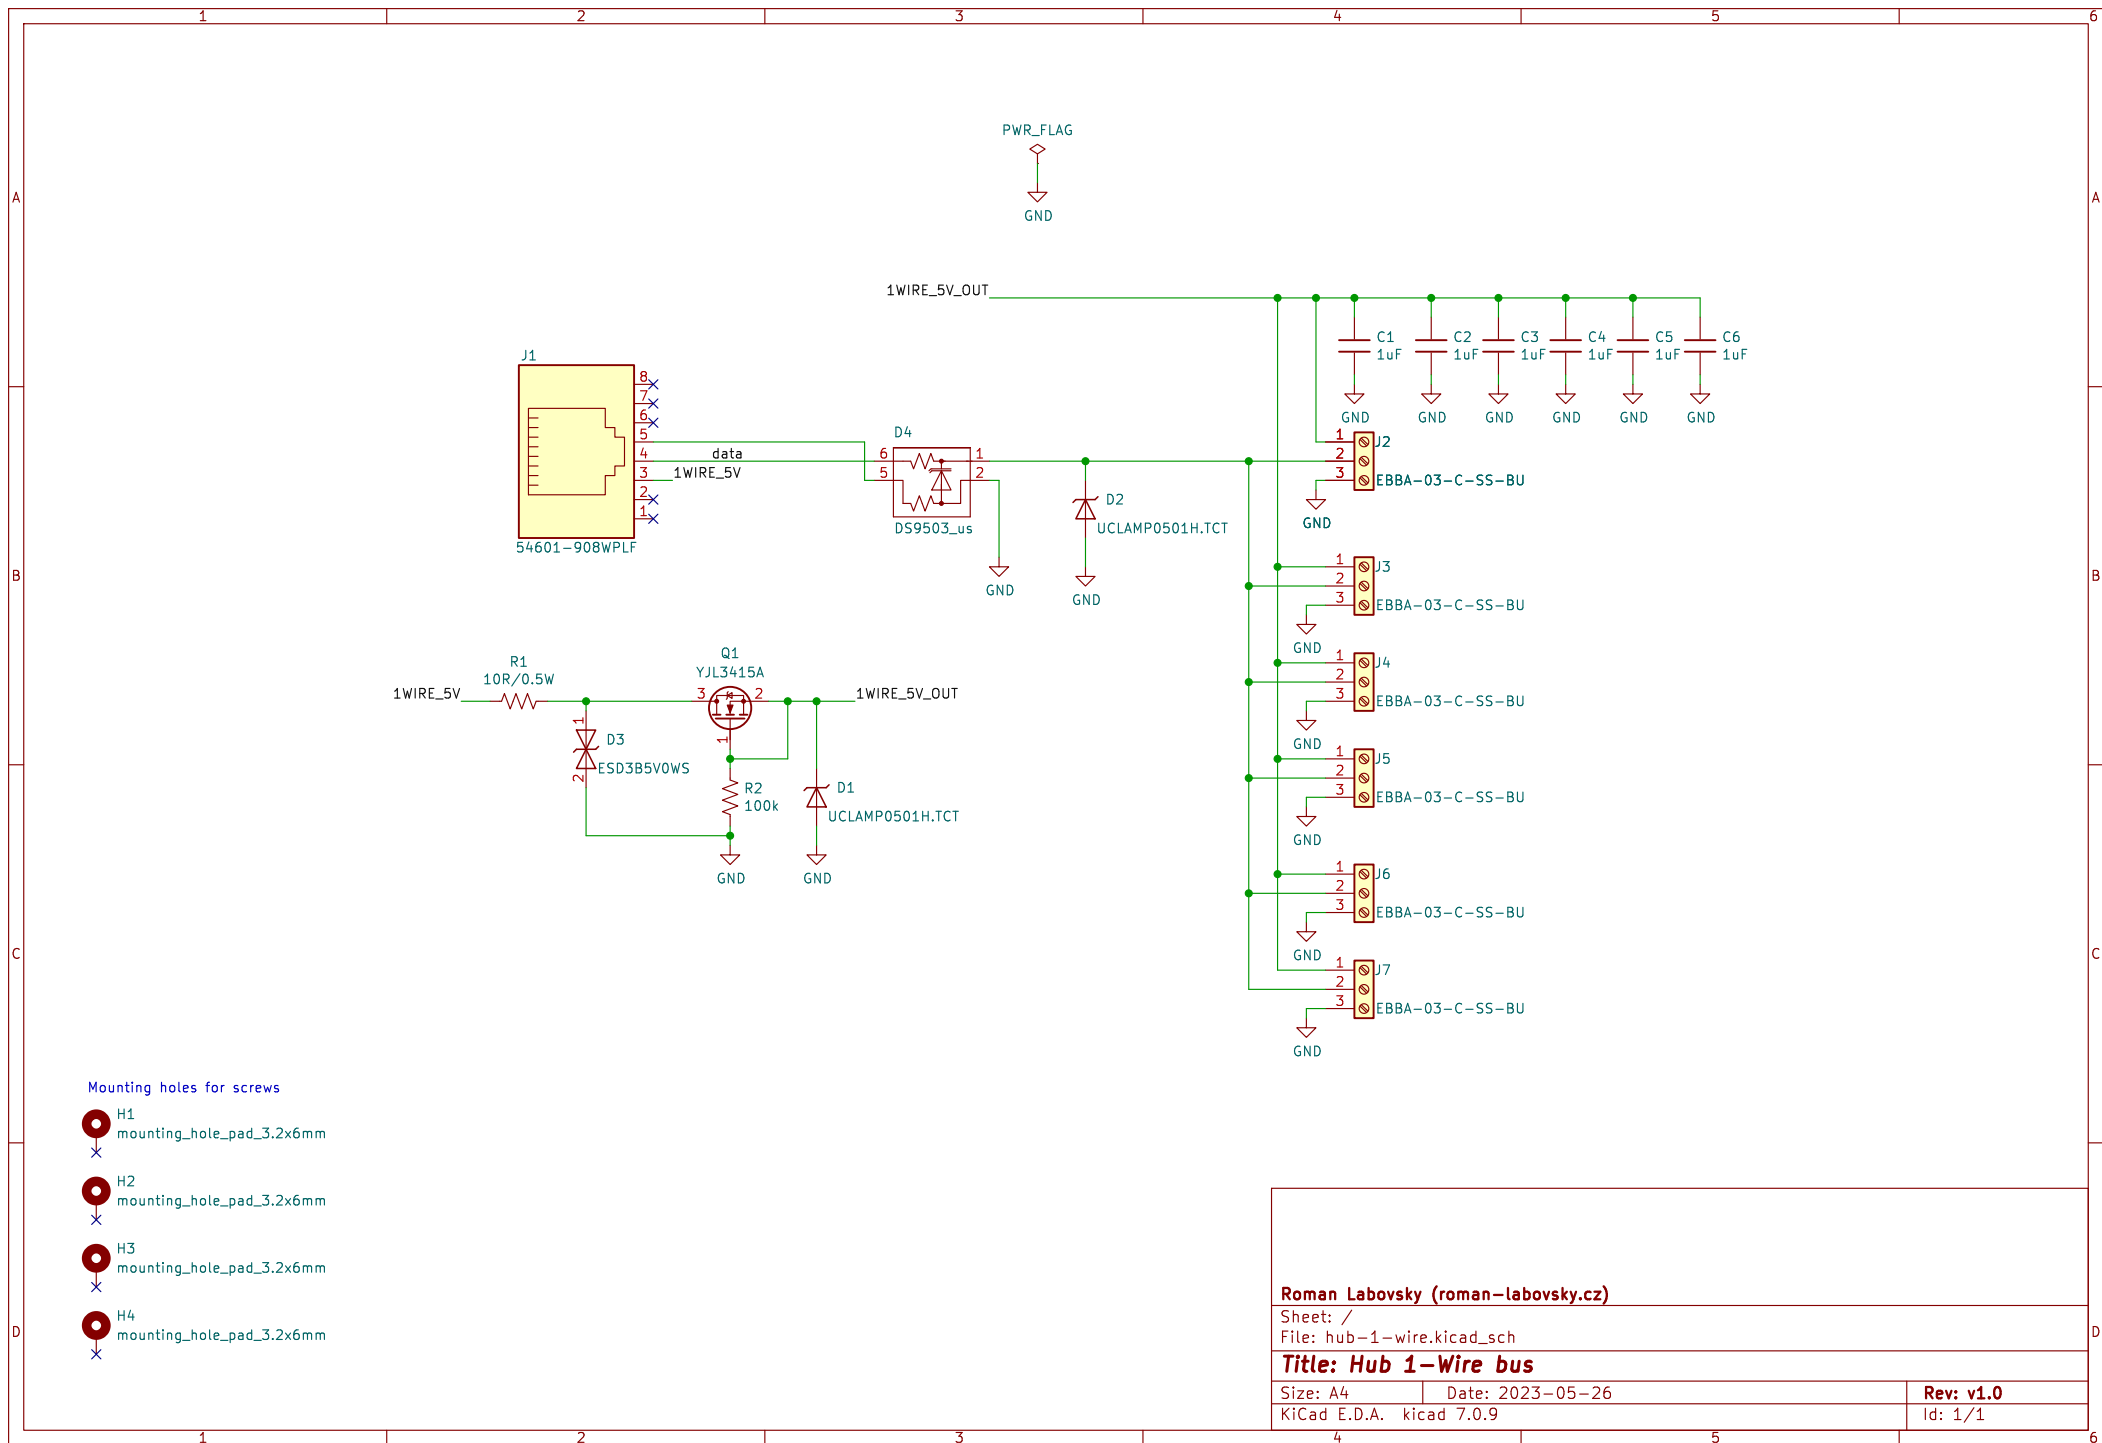 1 2 3 4 5 6
A A
B B
C C
D D
PWR_FLAG
GND
1WIRE_5V_OUT
C1
1uF
C2
1uF
C3
1uF
C4
1uF
C5
1uF
C6
1uF
GND GND GND GND GND GND
J1
8
7
6
5
4
3
2
1
54601-908WPLF
data
1WIRE_5V
D4
6
5
1
2
DS9503_us
GND
D2
UCLAMP0501H.TCT
GND
1
2
3
J2
EBBA-03-C-SS-BU
GND
1
2
3
J3
EBBA-03-C-SS-BU
GND
1
2
3
J4
EBBA-03-C-SS-BU
GND
1
2
3
J5
EBBA-03-C-SS-BU
GND
1
2
3
J6
EBBA-03-C-SS-BU
GND
1
2
3
J7
EBBA-03-C-SS-BU
GND
1WIRE_5V
R1
10R/0.5W
1
2
D3
ESD3B5V0WS
Q1
YJL3415A
3
2
1
1WIRE_5V_OUT
R2
100k
GND
D1
UCLAMP0501H.TCT
GND
Mounting holes for screws
H1
mounting_hole_pad_3.2x6mm
H2
mounting_hole_pad_3.2x6mm
H3
mounting_hole_pad_3.2x6mm
H4
mounting_hole_pad_3.2x6mm
Roman Labovsky (roman-labovsky.cz)
Sheet: /
File: hub-1-wire.kicad_sch
Title: Hub 1-Wire bus
Size: A4
Date: 2023-05-26
Rev: v1.0
KiCad E.D.A. kicad 7.0.9
Id: 1/1
1 2 3 4 5 6